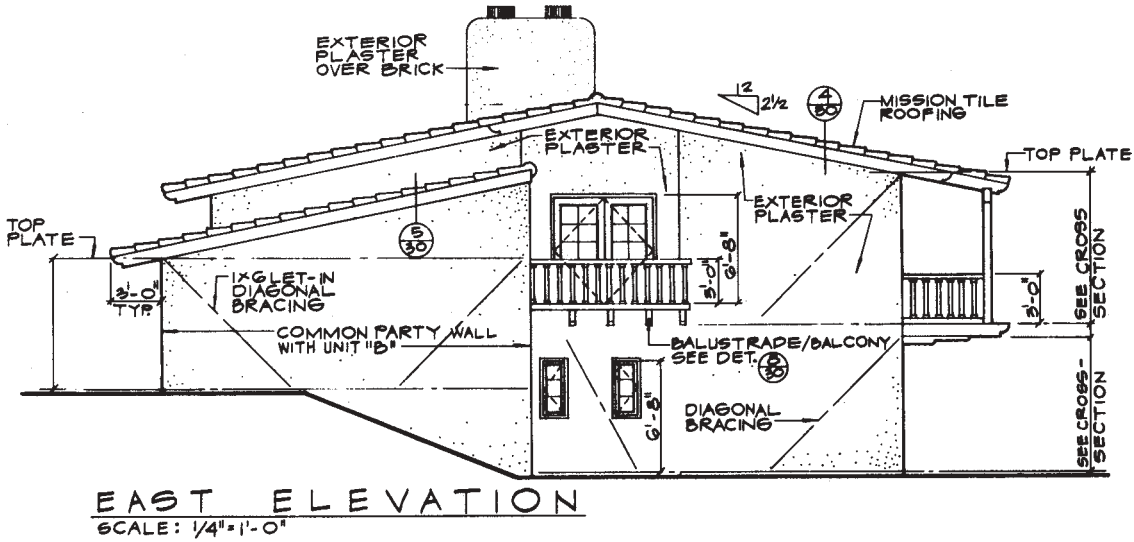 EXTERIOR
PLASTER
OVER BRICK
12
2½
4
30
MISSION TILE
ROOFING
EXTERIOR
PLASTER
TOP PLATE
EXTERIOR
PLASTER
TOP
PLATE
5
30
6'-8"
3'-0"
SEE CROSS
SECTION
3'-0"
TYP.
1X6 LET-IN
DIAGONAL
BRACING
3'-0"
COMMON PARTY WALL
WITH UNIT "B"
BALUSTRADE/BALCONY
SEE DET. 8
30
6'-8"
DIAGONAL
BRACING
SEE CROSS-
SECTION
EAST ELEVATION
SCALE: 1/4"=1'-0"